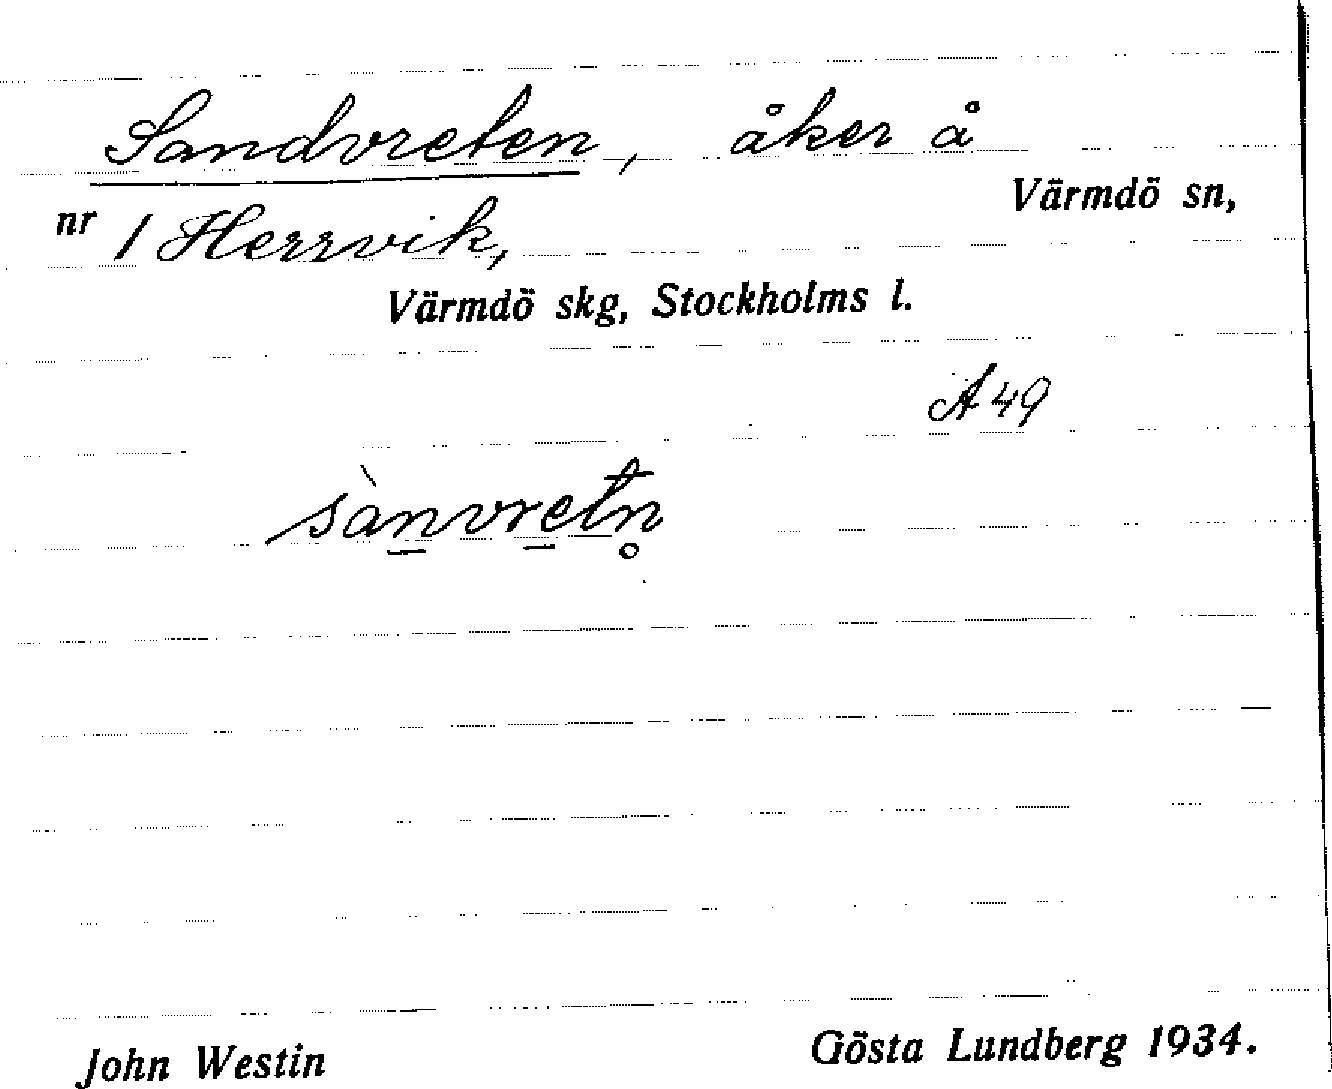 Sandvreten, åker å
Värmdö sn,
nr 1 Herrvik,
Värmdö skg, Stockholms l.
A 49
sànvretn̥
John Westin
Gösta Lundberg 1934.